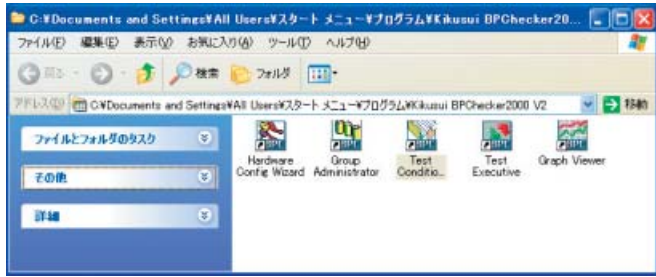 C:¥Documents and Settings¥All Users¥スタート メニュー¥プログラム¥Kikusui BPChecker20...
ファイル(F) 編集(E) 表示(V) お気に入り(A) ツール(T) ヘルプ(H)
戻る 検索 フォルダ
アドレス(D) C:¥Documents and Settings¥All Users¥スタート メニュー¥プログラム¥Kikusui BPChecker2000 V2 移動
ファイルとフォルダのタスク
その他
詳細
Hardware Config Wizard
Group Administrator
Test Conditio...
Test Executive
Graph Viewer